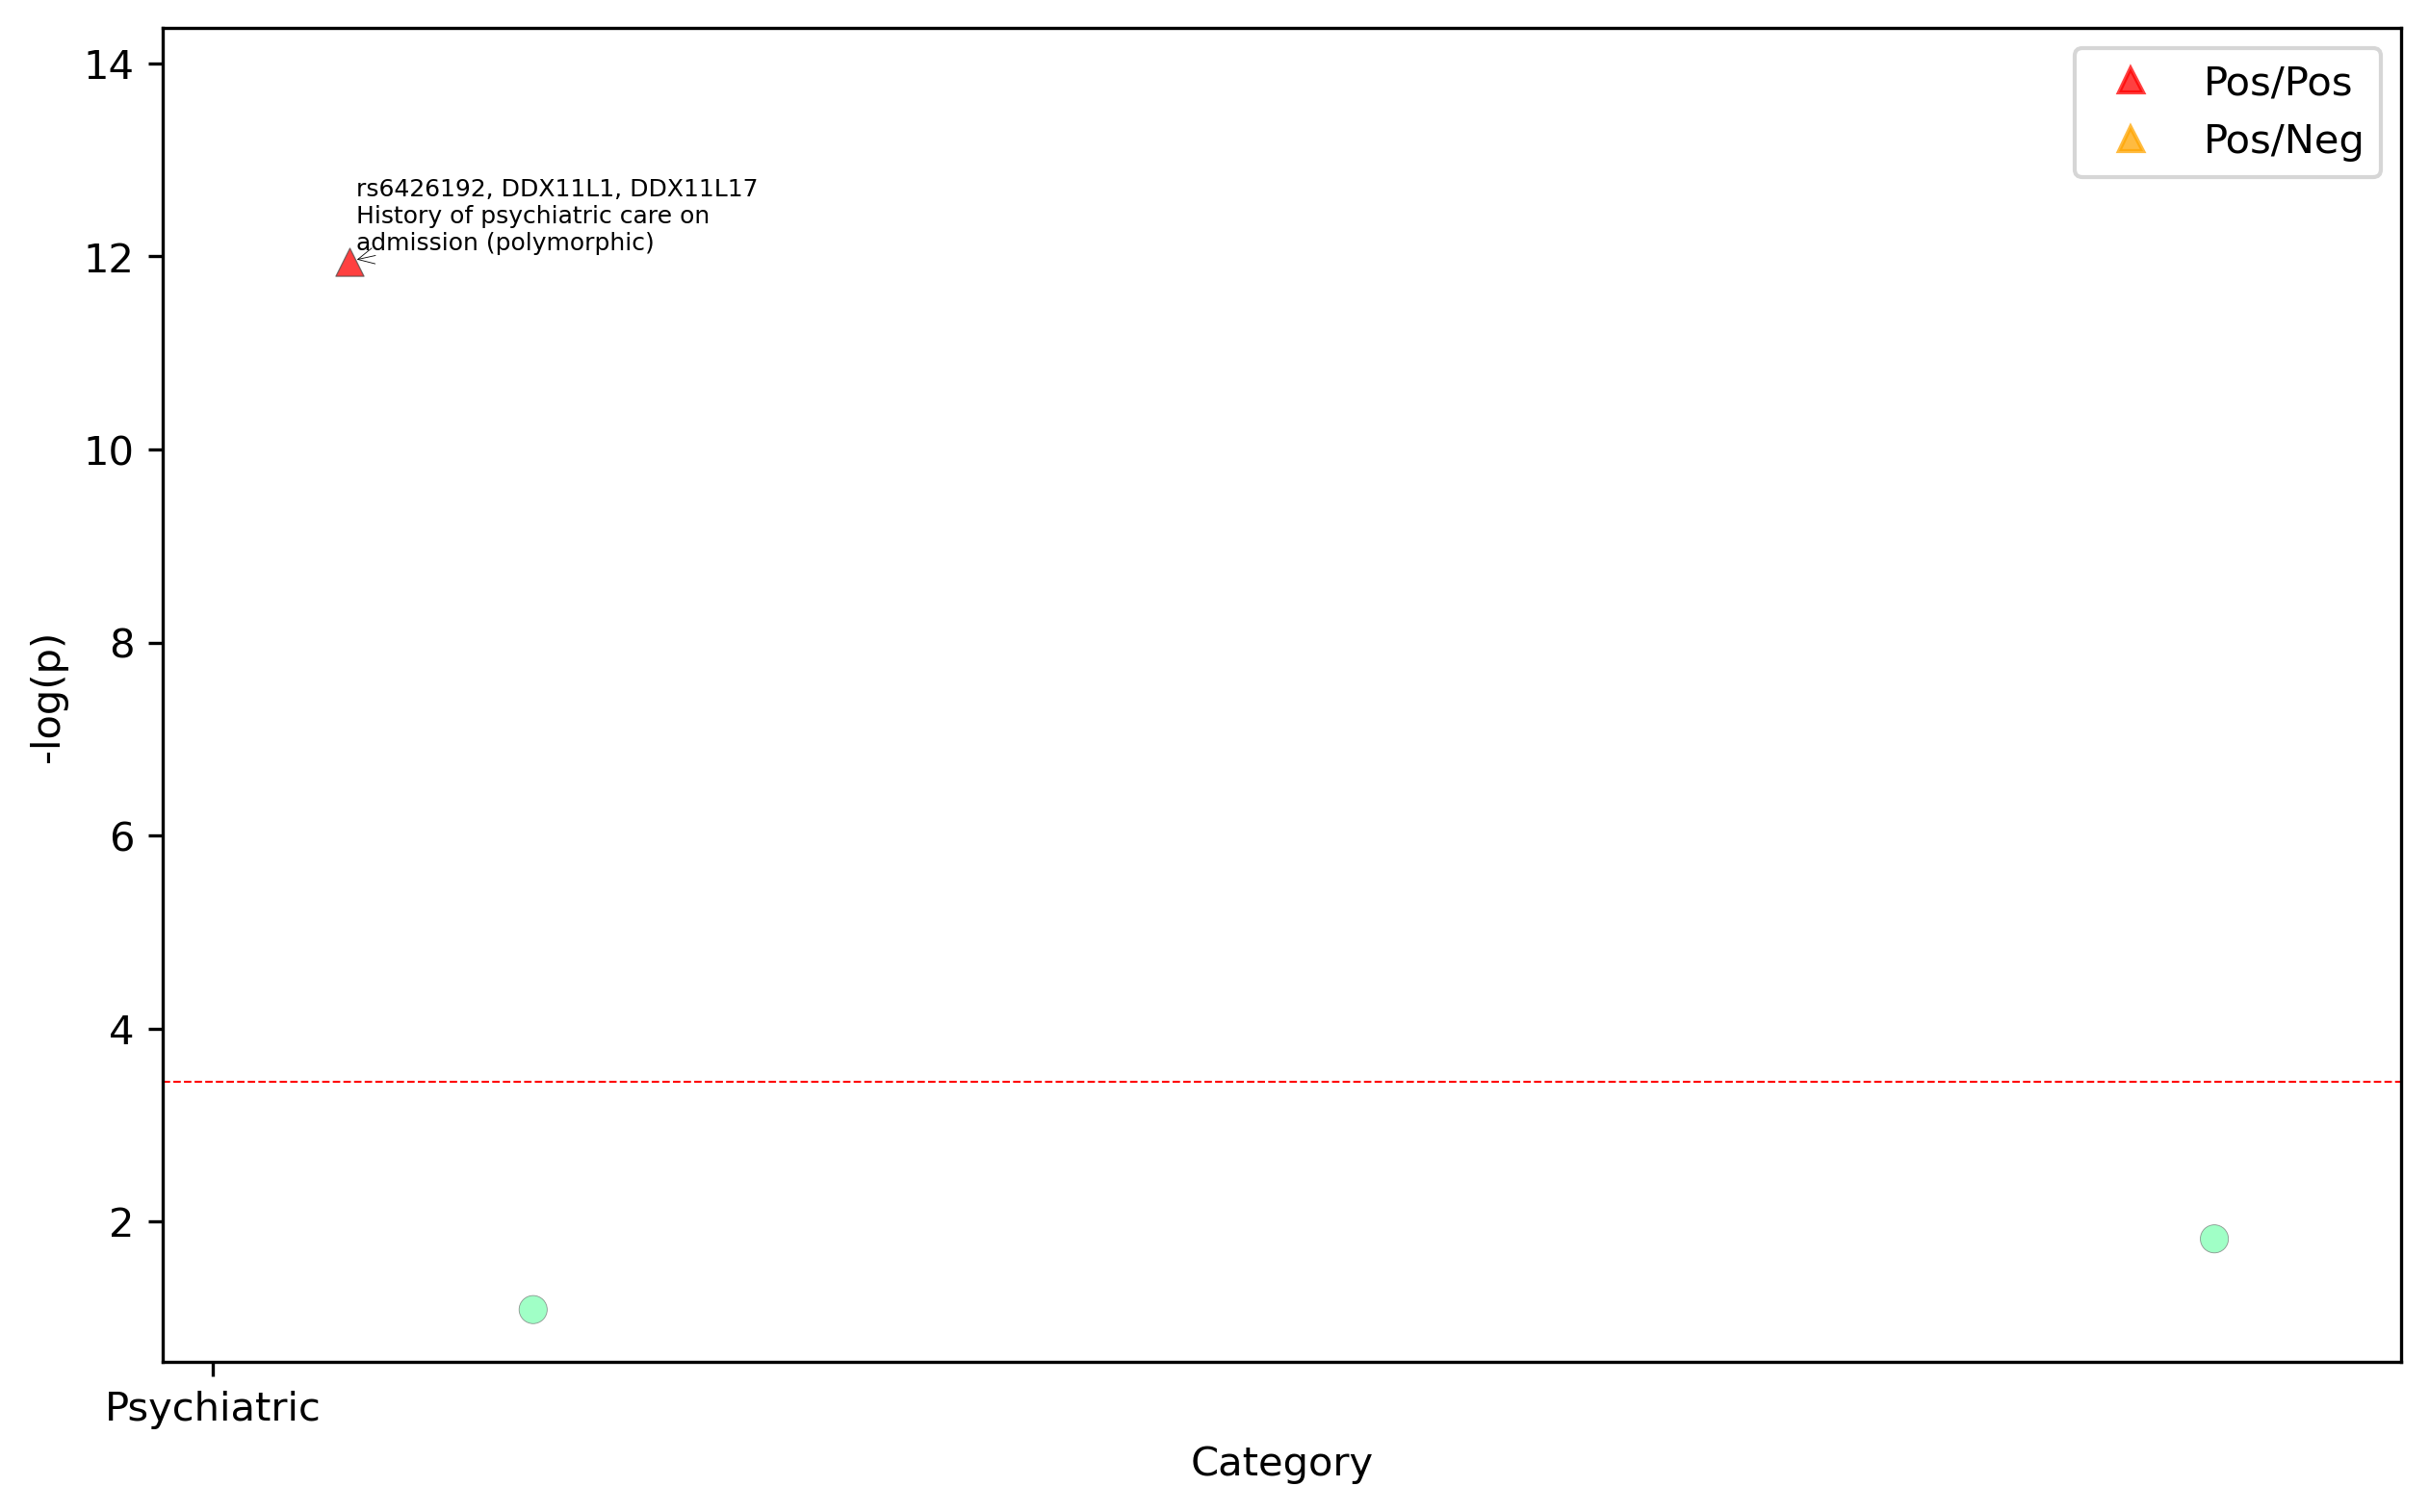 14
12
10
8
6
4
2
-log(p)
Pos/Pos
Pos/Neg
rs6426192, DDX11L1, DDX11L17
History of psychiatric care on
admission (polymorphic)
Psychiatric
Category